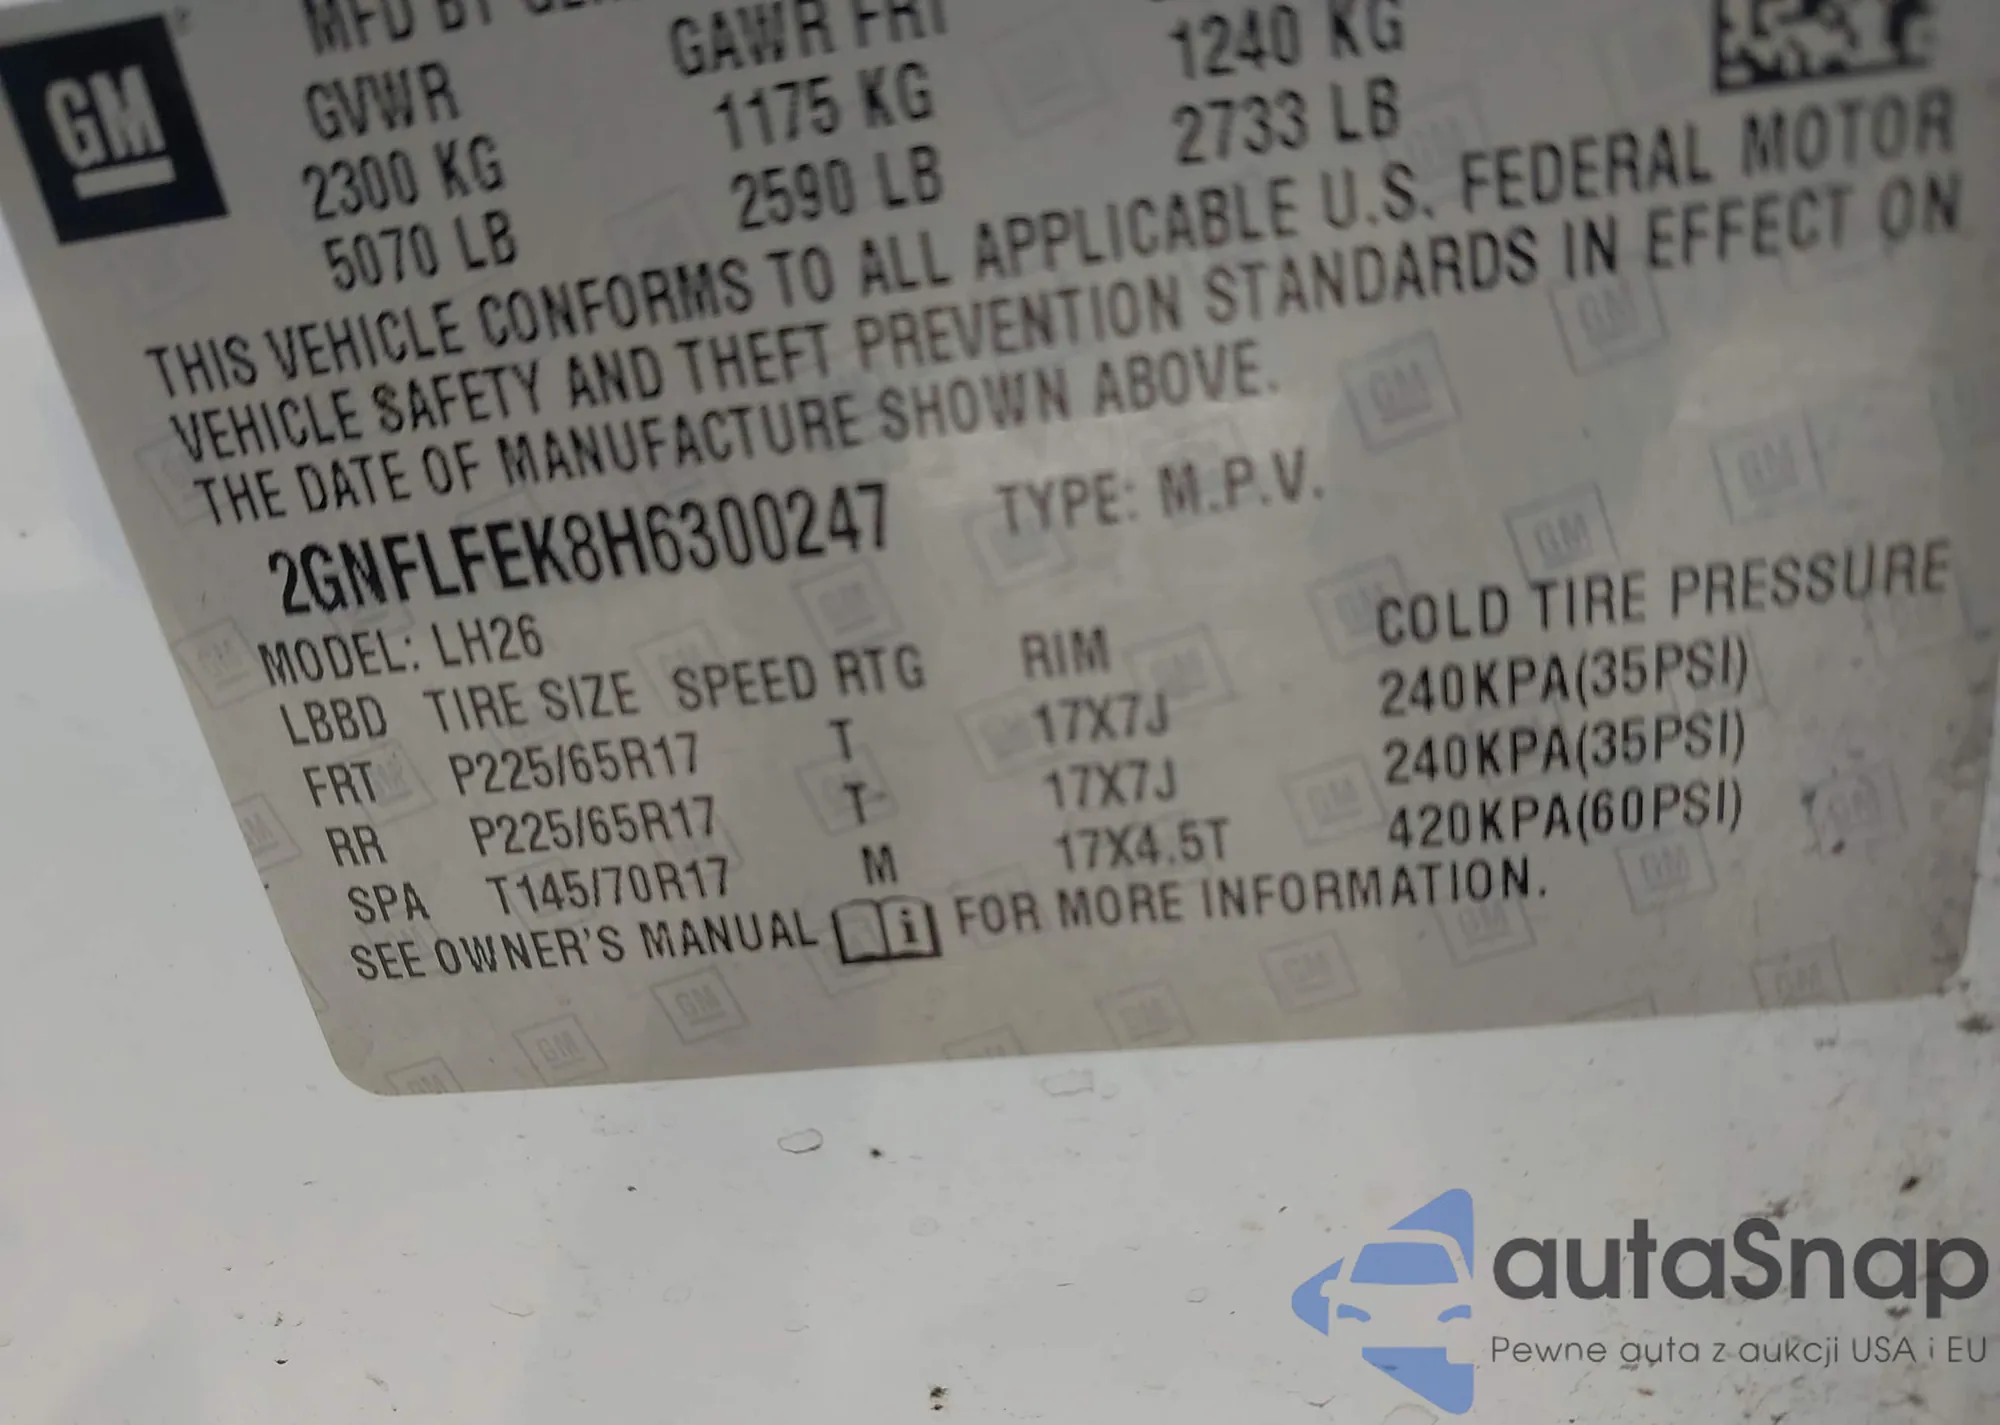 GM
MFD BY
GVWR GAWR FRT
2300 KG 1175 KG 1240 KG
5070 LB 2590 LB 2733 LB
THIS VEHICLE CONFORMS TO ALL APPLICABLE U.S. FEDERAL MOTOR
VEHICLE SAFETY AND THEFT PREVENTION STANDARDS IN EFFECT ON
THE DATE OF MANUFACTURE SHOWN ABOVE.
2GNFLFEK8H6300247 TYPE: M.P.V.
MODEL: LH26
LBBD TIRE SIZE SPEED RTG RIM COLD TIRE PRESSURE
FRT P225/65R17 T 17X7J 240KPA(35PSI)
RR P225/65R17 T 17X7J 240KPA(35PSI)
SPA T145/70R17 M 17X4.5T 420KPA(60PSI)
SEE OWNER'S MANUAL i FOR MORE INFORMATION.
autaSnap
Pewne auta z aukcji USA i EU